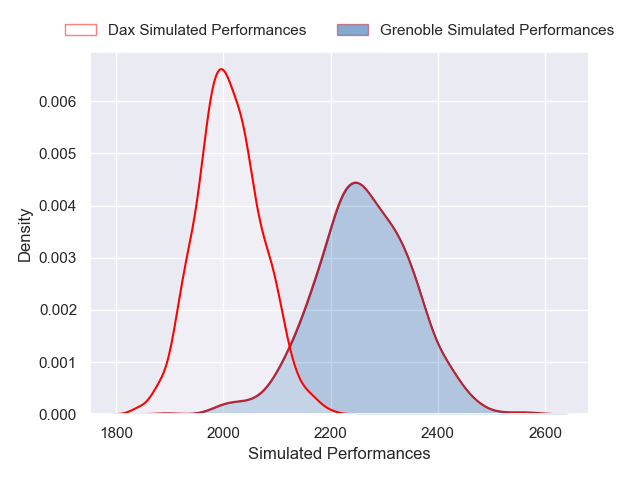 Dax Simulated Performances
Grenoble Simulated Performances
0.006
0.005
0.004
0.003
0.002
0.001
0.000
Density
1800 2000 2200 2400 2600
Simulated Performances